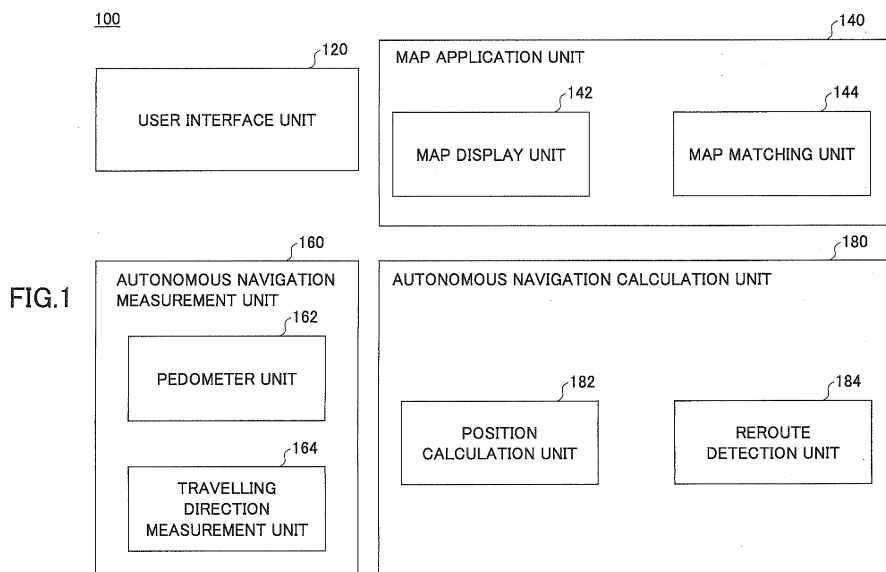 100
120
USER INTERFACE UNIT
140
MAP APPLICATION UNIT
142
MAP DISPLAY UNIT
144
MAP MATCHING UNIT
FIG.1
160
AUTONOMOUS NAVIGATION
MEASUREMENT UNIT
162
PEDOMETER UNIT
164
TRAVELLING
DIRECTION
MEASUREMENT UNIT
180
AUTONOMOUS NAVIGATION CALCULATION UNIT
182
POSITION
CALCULATION UNIT
184
REROUTE
DETECTION UNIT